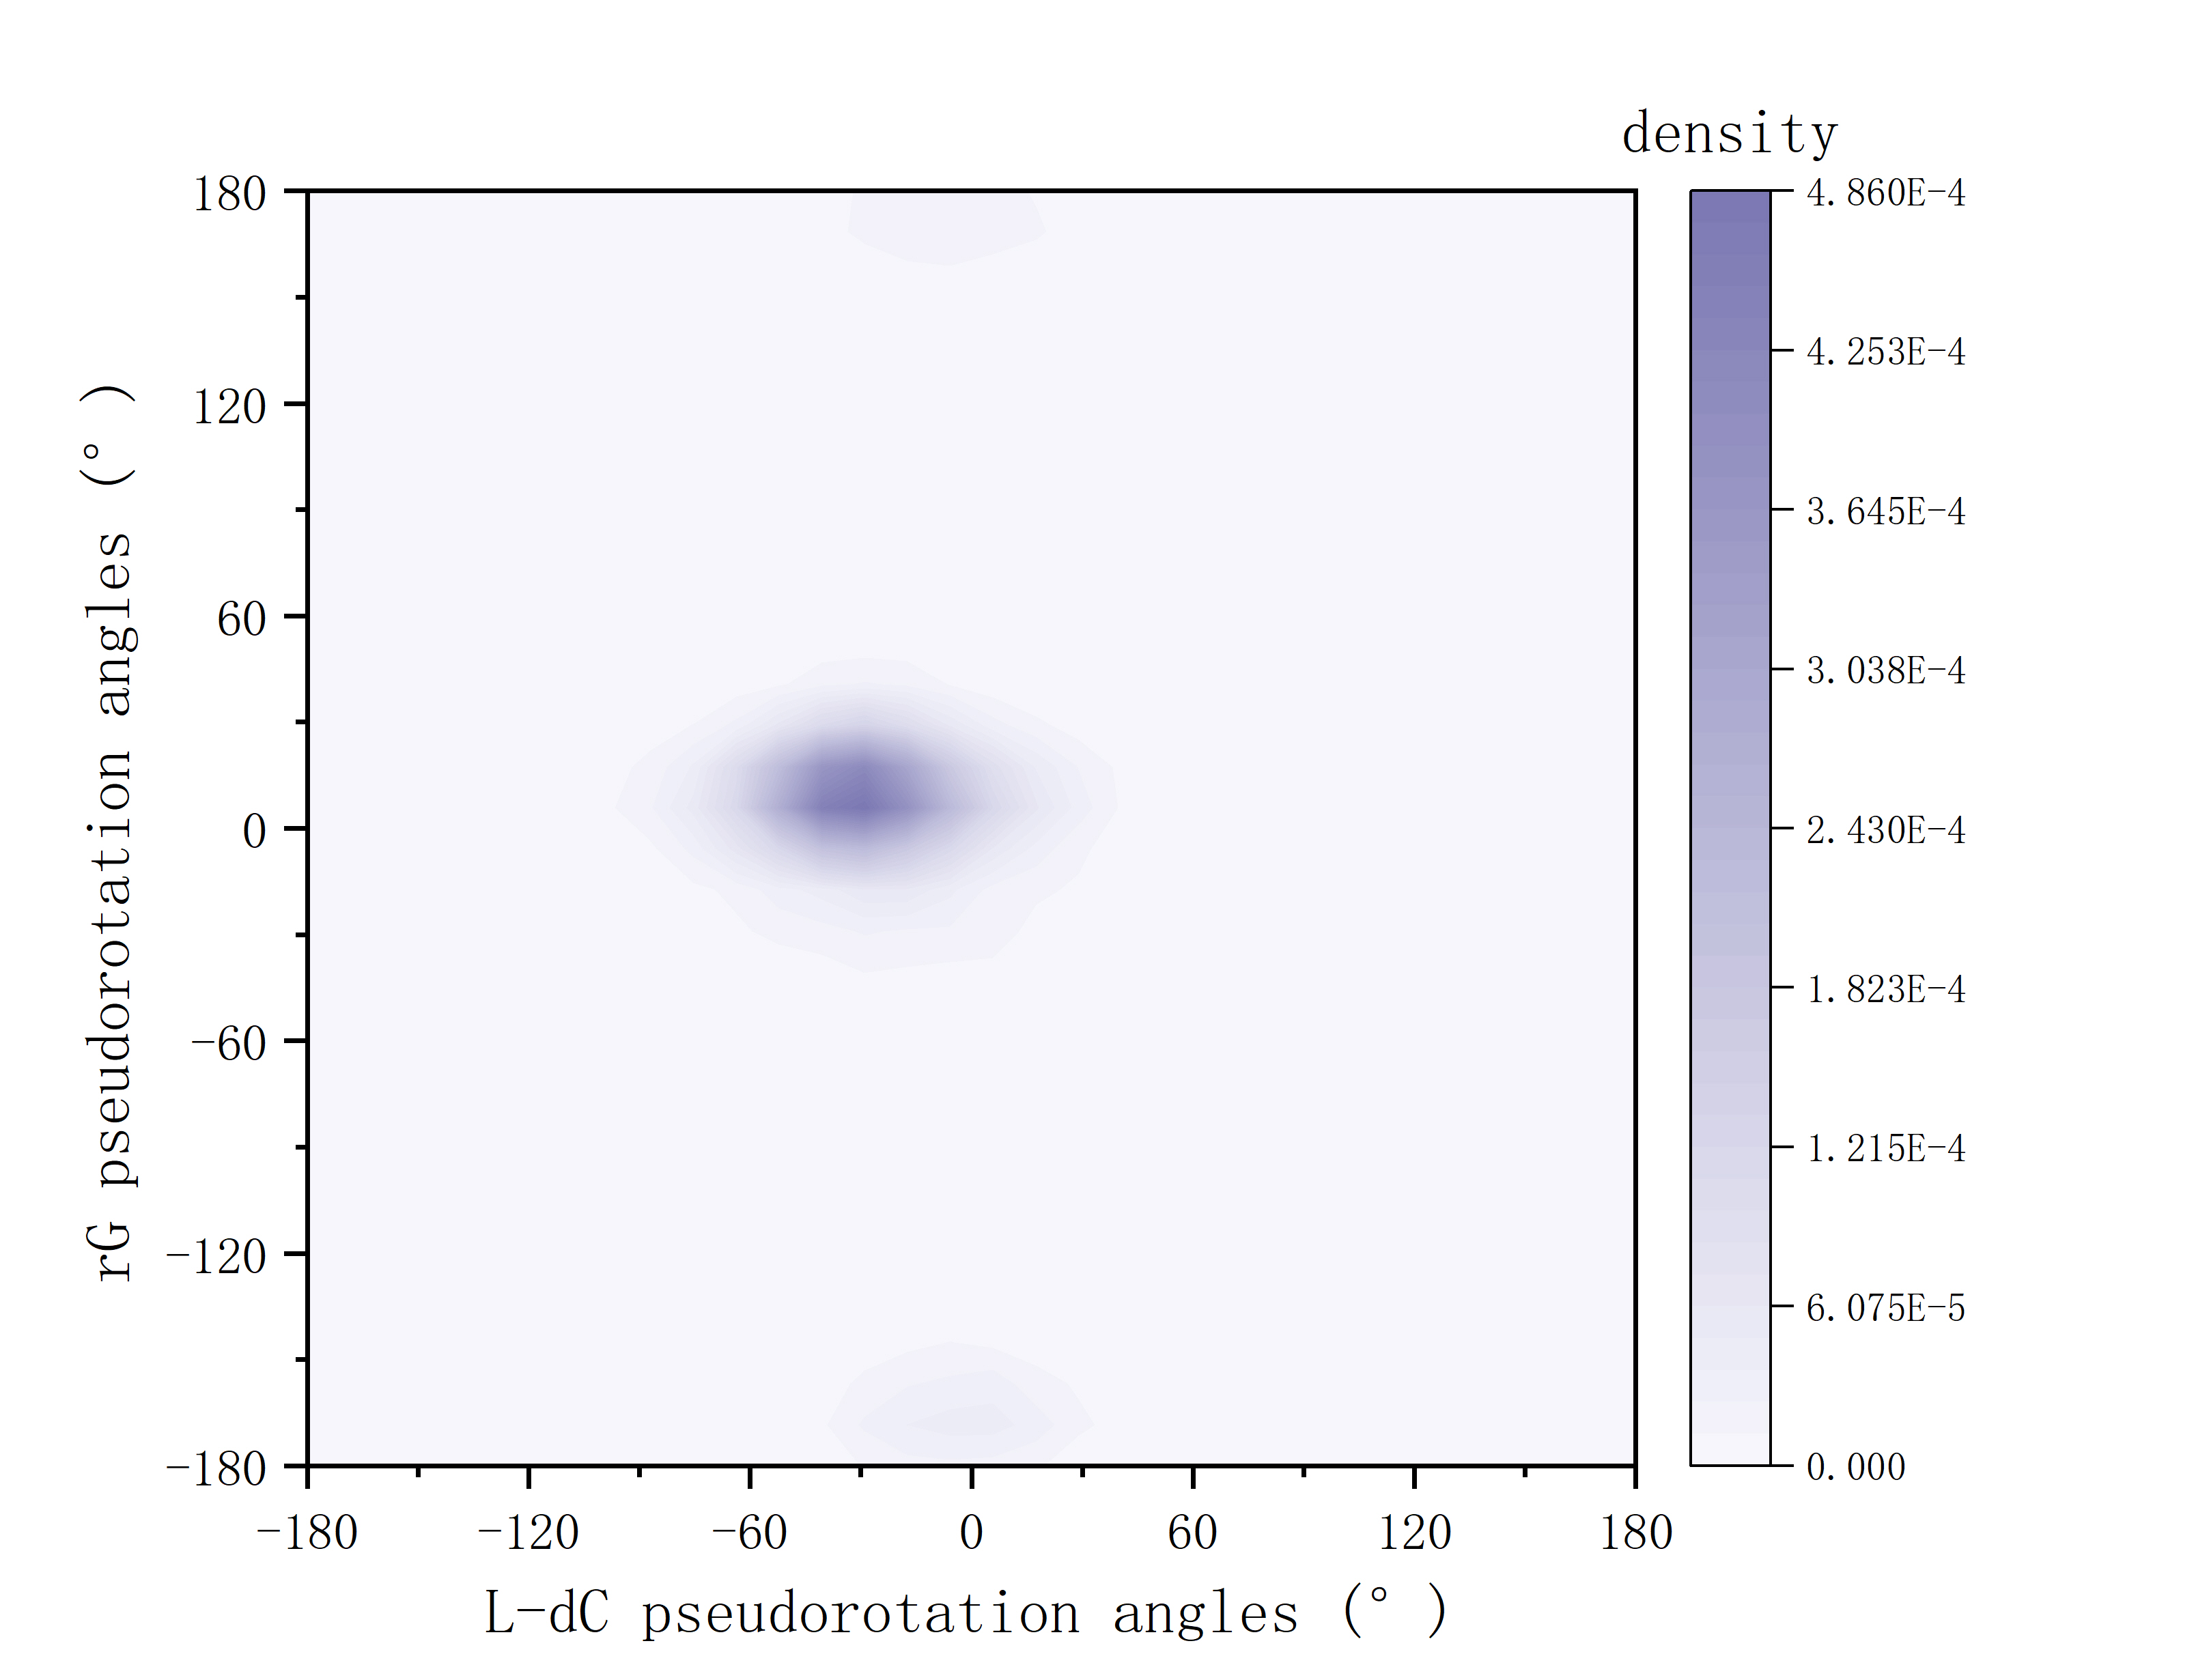 density
180
120
60
0
-60
-120
-180
rG pseudorotation angles (°)
-180 -120 -60 0 60 120 180
L-dC pseudorotation angles (°)
4.860E-4
4.253E-4
3.645E-4
3.038E-4
2.430E-4
1.823E-4
1.215E-4
6.075E-5
0.000